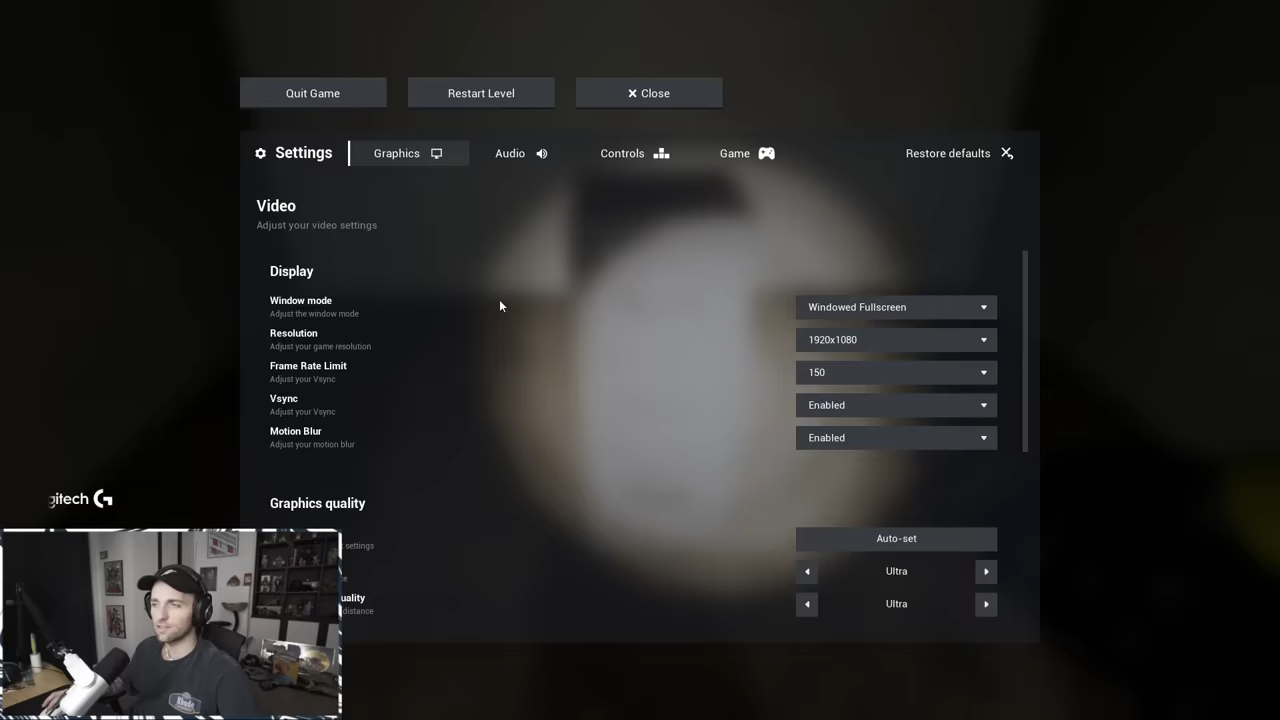 Quit Game
Restart Level
Close
Settings
Graphics
Audio
Controls
Game
Restore defaults
Video
Adjust your video settings
Display
Window mode
Adjust the window mode
Windowed Fullscreen
Resolution
Adjust your game resolution
1920x1080
Frame Rate Limit
Adjust your Vsync
150
Vsync
Adjust your Vsync
Enabled
Motion Blur
Adjust your motion blur
Enabled
Graphics quality
Auto-set
settings
Ultra
Ultra
distance
gitech G
Rhude